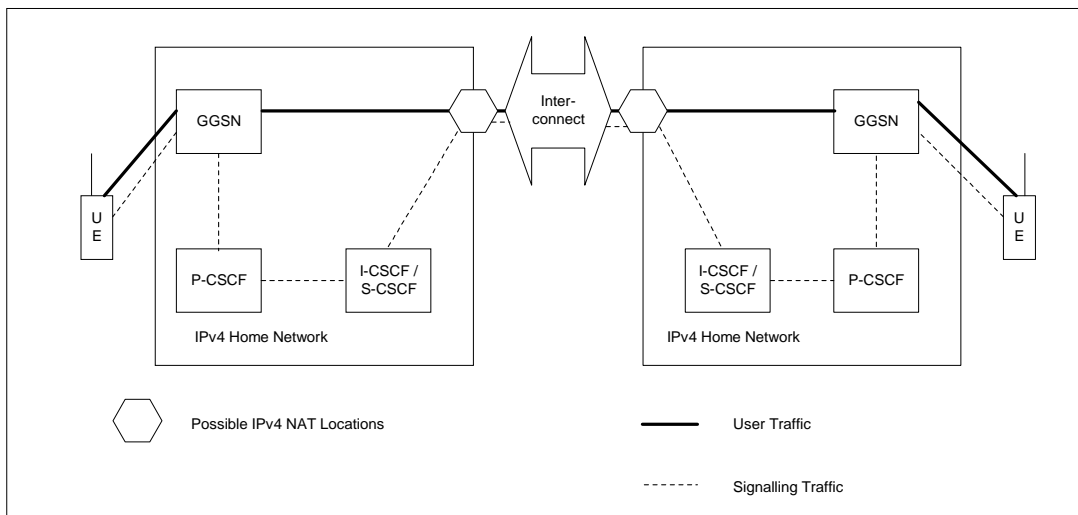 GGSN
Inter-
connect
GGSN
U
E
U
E
P-CSCF
I-CSCF /
S-CSCF
I-CSCF /
S-CSCF
P-CSCF
IPv4 Home Network
IPv4 Home Network
Possible IPv4 NAT Locations
User Traffic
Signalling Traffic